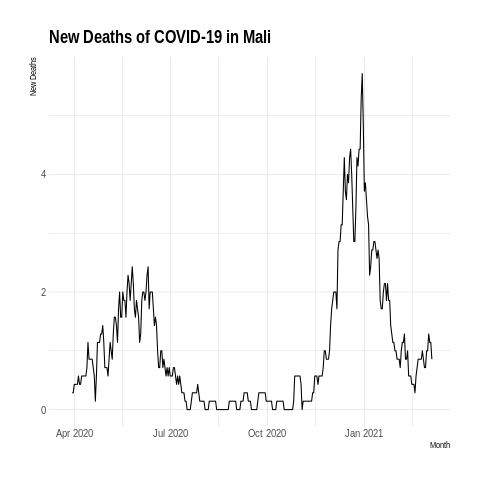 New Deaths of COVID-19 in Mali
New Deaths
4
2
0
Apr 2020
Jul 2020
Oct 2020
Jan 2021
Month